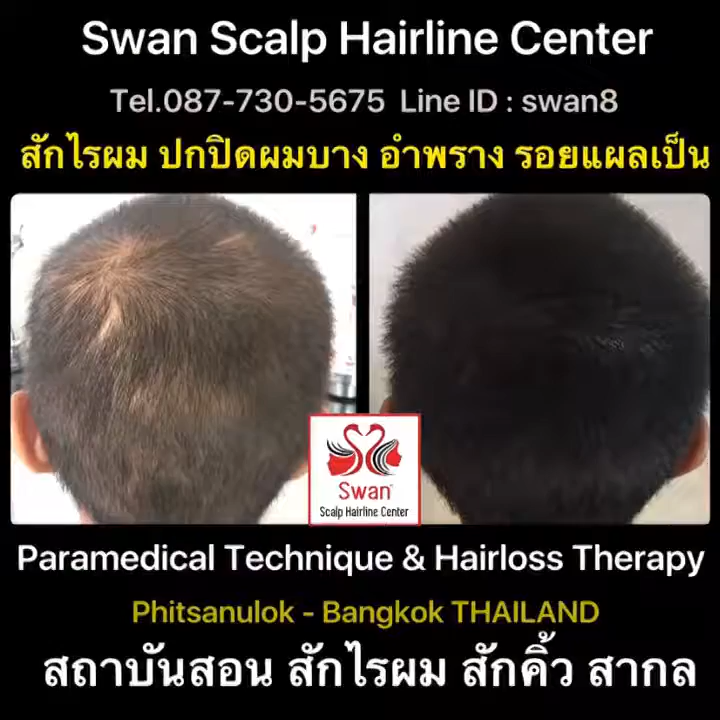 Swan Scalp Hairline Center
Tel.087-730-5675 Line ID : swan8
สักไรผม ปกปิดผมบาง อำพราง รอยแผลเป็น
Swan
Scalp Hairline Center
Paramedical Technique & Hairloss Therapy
Phitsanulok - Bangkok THAILAND
สถาบันสอน สักไรผม สักคิ้ว สากล